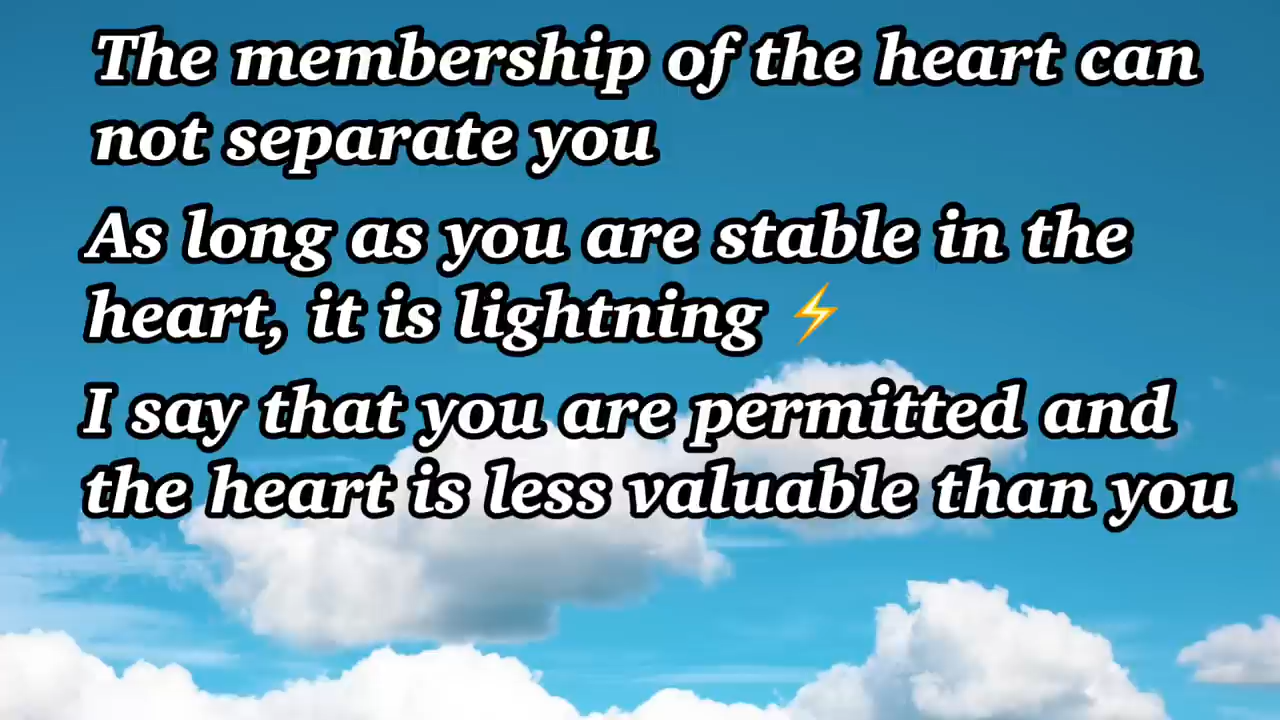 The membership of the heart can
not separate you
As long as you are stable in the
heart, it is lightning ⚡
I say that you are permitted and
the heart is less valuable than you